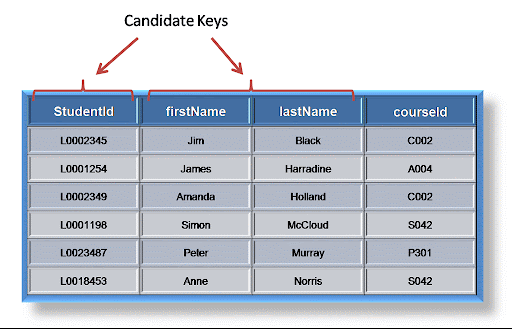 Candidate Keys
StudentId firstName lastName courseId
L0002345 Jim Black C002
L0001254 James Harradine A004
L0002349 Amanda Holland C002
L0001198 Simon McCloud S042
L0023487 Peter Murray P301
L0018453 Anne Norris S042